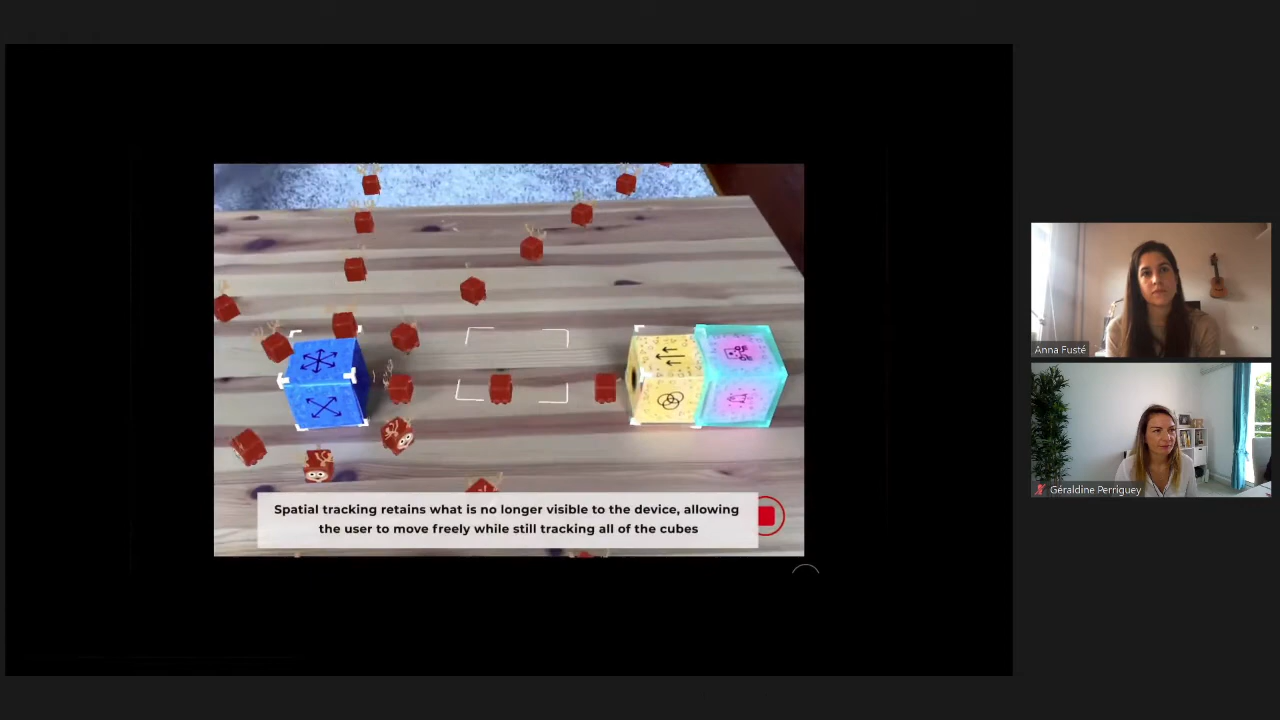 Spatial tracking retains what is no longer visible to the device, allowing
the user to move freely while still tracking all of the cubes
Anna Fusté
Géraldine Perriguey